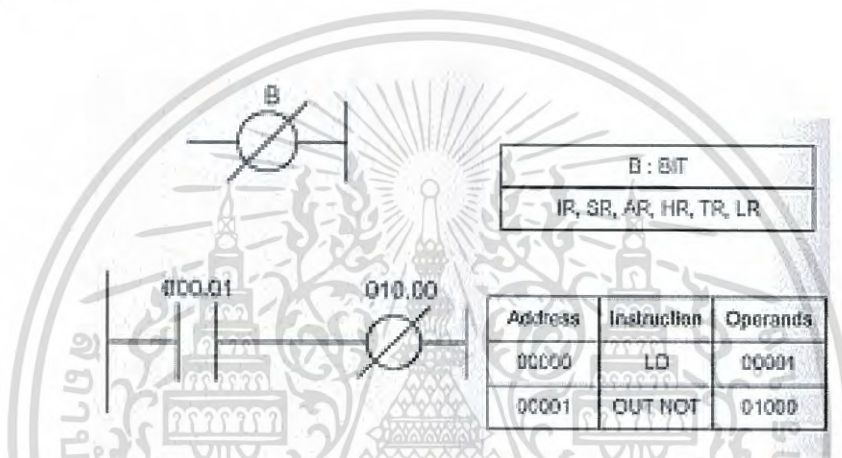 B
B : BIT
IR, SR, AR, HR, TR, LR
000.01
010.00
Address Instruction Operands
00000 LD 00001
00001 OUT NOT 01000